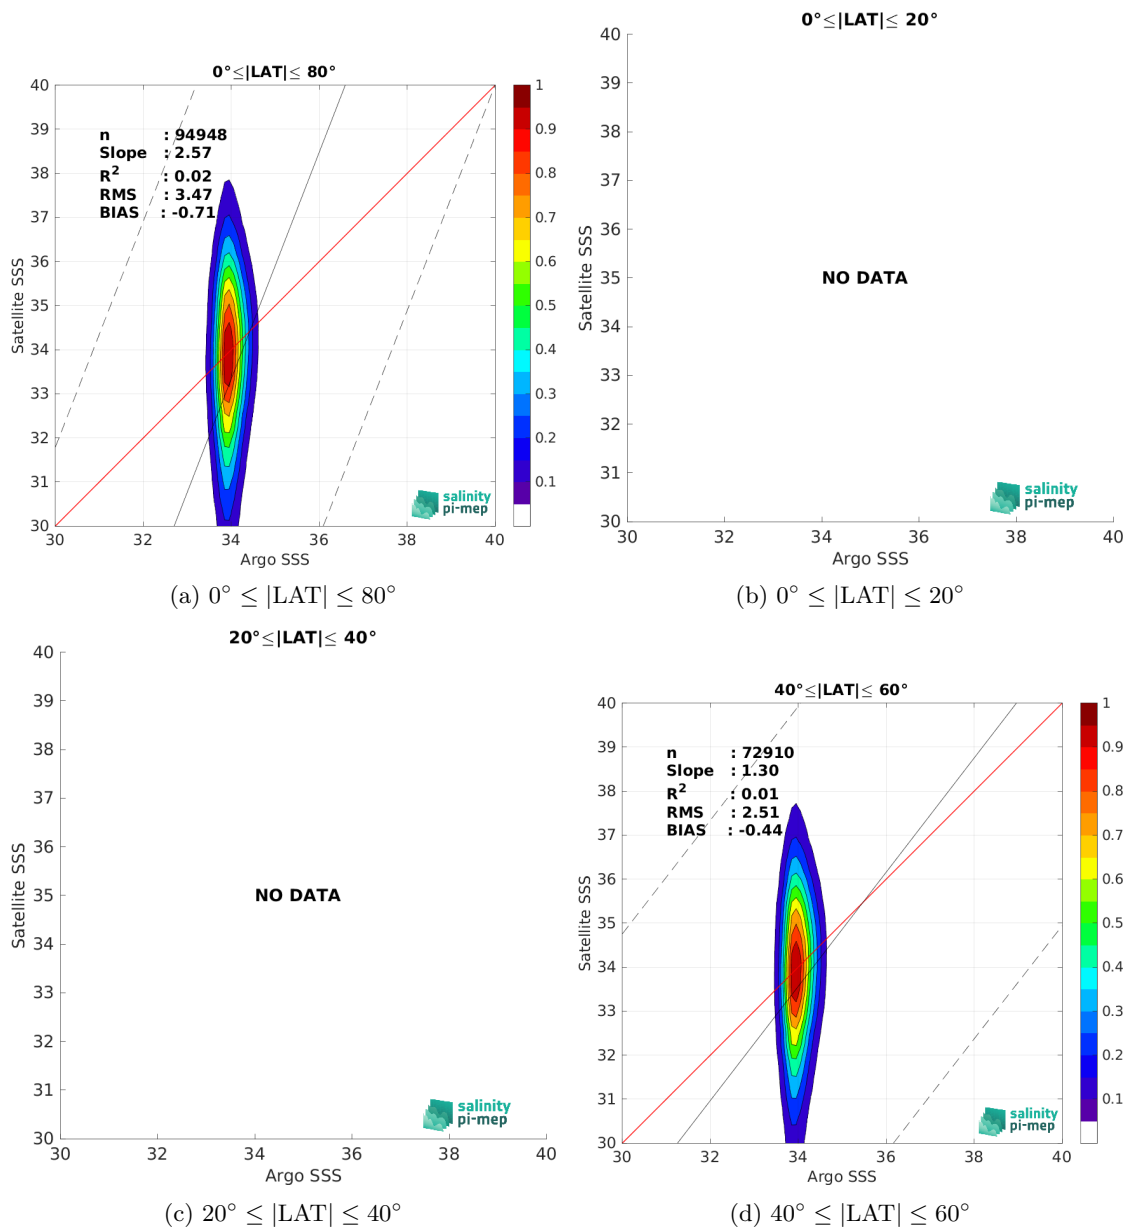 0°≤|LAT|≤ 80°
40
39
38
37
36
35
34
33
32
31
30
Satellite SSS
n : 94948
Slope : 2.57
R² : 0.02
RMS : 3.47
BIAS : -0.71
salinity
pi-mep
30 32 34 36 38 40
Argo SSS
1
0.9
0.8
0.7
0.6
0.5
0.4
0.3
0.2
0.1
(a) 0° ≤ |LAT| ≤ 80°
0°≤|LAT|≤ 20°
40
39
38
37
36
35
34
33
32
31
30
Satellite SSS
NO DATA
salinity
pi-mep
30 32 34 36 38 40
Argo SSS
(b) 0° ≤ |LAT| ≤ 20°
20°≤|LAT|≤ 40°
40
39
38
37
36
35
34
33
32
31
30
Satellite SSS
NO DATA
salinity
pi-mep
30 32 34 36 38 40
Argo SSS
(c) 20° ≤ |LAT| ≤ 40°
40°≤|LAT|≤ 60°
40
39
38
37
36
35
34
33
32
31
30
Satellite SSS
n : 72910
Slope : 1.30
R² : 0.01
RMS : 2.51
BIAS : -0.44
salinity
pi-mep
30 32 34 36 38 40
Argo SSS
1
0.9
0.8
0.7
0.6
0.5
0.4
0.3
0.2
0.1
(d) 40° ≤ |LAT| ≤ 60°